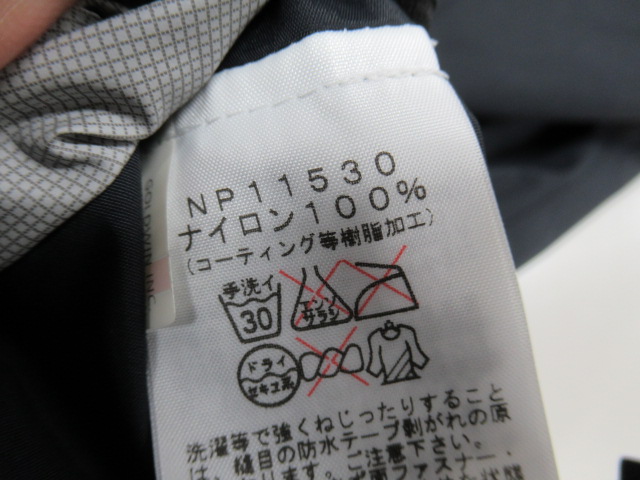 NP11530
ナイロン100%
(コーティング等樹脂加工)
手洗イ
30
エンソ
サラシ
ドライ
セキユ系
洗濯等で強くねじったりすること
で、縫目の防水テープ剥がれの原
GOLDWIN INC